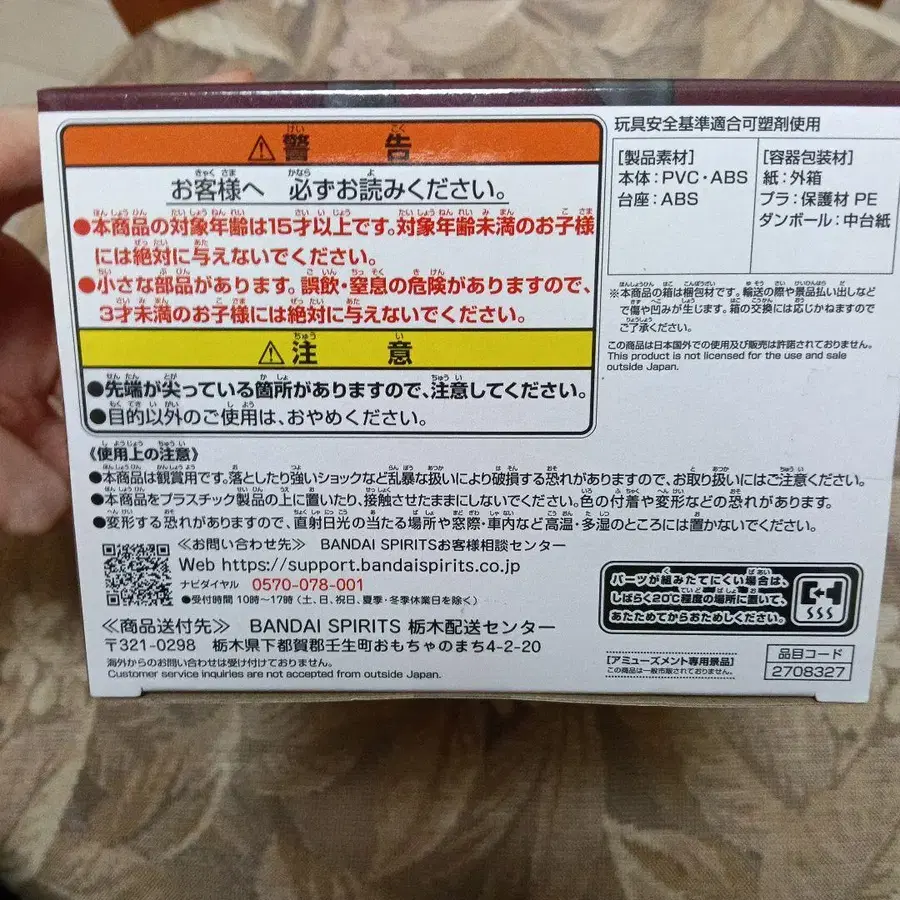 ⚠警告
お客様へ 必ずお読みください。
●本商品の対象年齢は15才以上です。対象年齢未満のお子様
には絶対に与えないでください。
●小さな部品があります。誤飲・窒息の危険がありますので、
3才未満のお子様には絶対に与えないでください。
⚠注意
●先端が尖っている箇所がありますので、注意してください。
●目的以外のご使用は、おやめください。
玩具安全基準適合可塑剤使用
[製品素材]
本体:PVC・ABS
台座:ABS
[容器包装材]
紙:外箱
プラ:保護材 PE
ダンボール:中台紙
※本商品の箱は梱包材です。輸送の際や景品払い出しなど
で傷や凹みが生じます。箱の交換には応じかねますので
ご了承ください。
この商品は日本国外での使用及び販売は許諾されておりません。
This product is not licensed for the use and sale
outside Japan.
《使用上の注意》
●本商品は観賞用です。落としたり強いショックなど乱暴な扱いにより破損する恐れがありますので、お取り扱いにはご注意ください。
●本商品をプラスチック製品の上に置いたり、接触させたままにしないでください。色の付着や変形などの恐れがあります。
●変形する恐れがありますので、直射日光の当たる場所や窓際・車内など高温・多湿のところには置かないでください。
≪お問い合わせ先≫ BANDAI SPIRITSお客様相談センター
Web https://support.bandaispirits.co.jp
ナビダイヤル 0570-078-001
●受付時間 10時〜17時(土、日、祝日、夏季・冬季休業日を除く)
≪商品送付先≫ BANDAI SPIRITS 栃木配送センター
〒321-0298 栃木県下都賀郡壬生町おもちゃのまち4-2-20
海外からのお問い合わせは受け付けておりません。
Customer service inquiries are not accepted from outside Japan.
パーツが組みたてにくい場合は、
しばらく20℃程度の場所に置いて、
あたためてからおためしください。
[アミューズメント専用景品]
この商品は一般市販されておりません。
品目コード
2708327